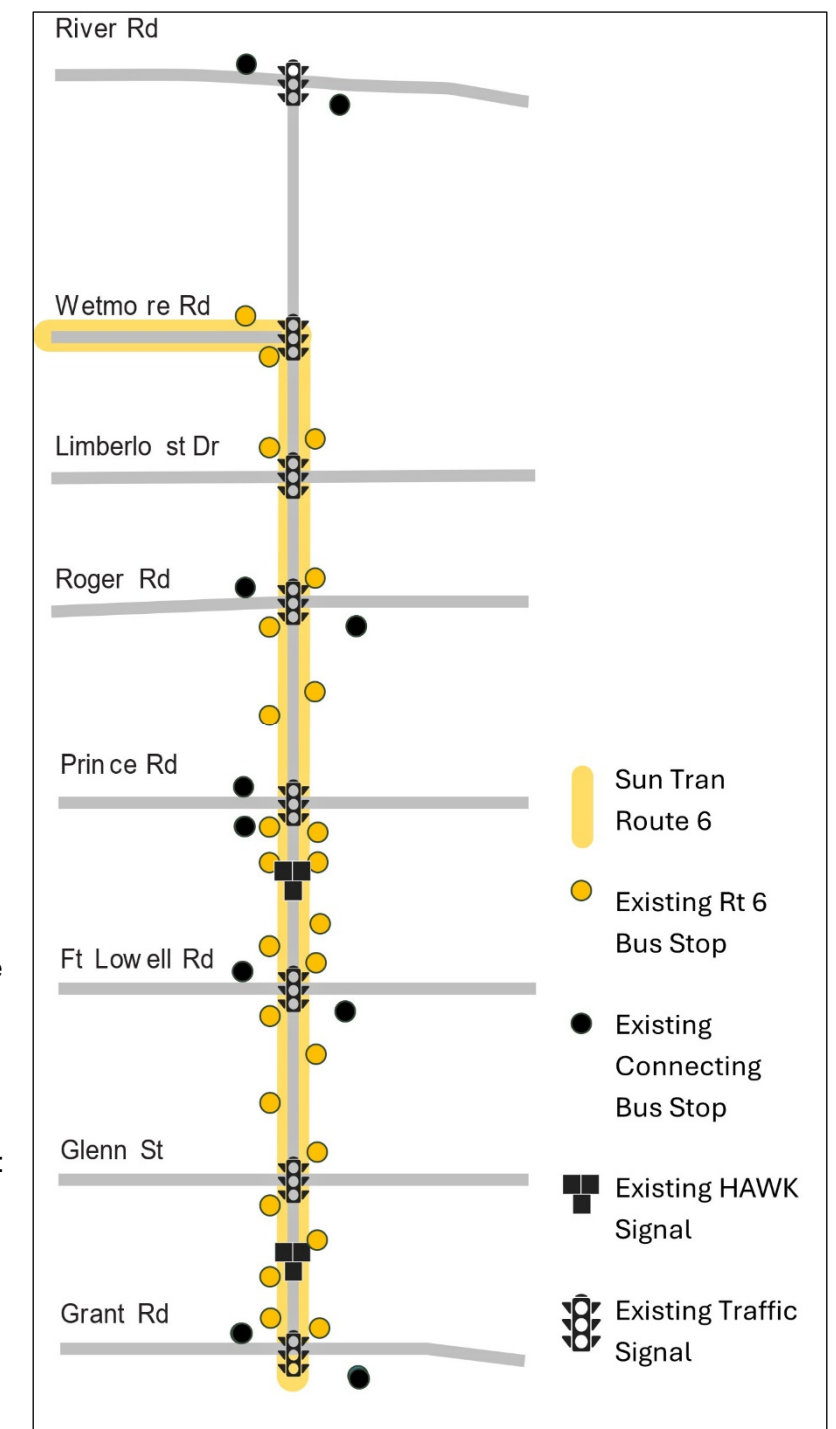 River Rd
Wetmo re Rd
Limberlo st Dr
Roger Rd
Prin ce Rd
Ft Low ell Rd
Glenn St
Grant Rd
Sun Tran
Route 6
Existing Rt 6
Bus Stop
Existing
Connecting
Bus Stop
Existing HAWK
Signal
Existing Traffic
Signal